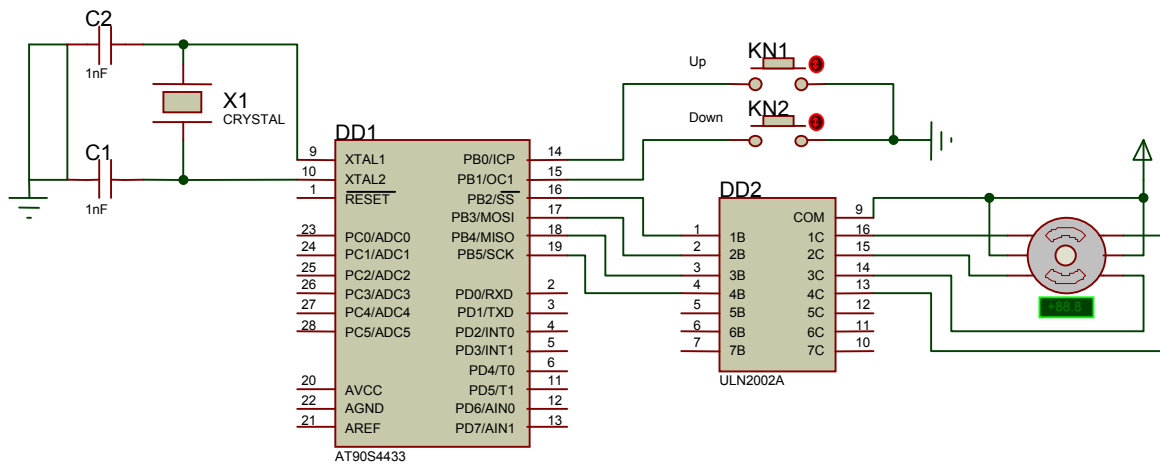 C2
1nF
X1
CRYSTAL
C1
1nF
Up
KN1
Down
KN2
DD1
9 XTAL1 PB0/ICP 14
10 XTAL2 PB1/OC1 15
1 RESET PB2/SS 16
PB3/MOSI 17
23 PC0/ADC0 PB4/MISO 18
24 PC1/ADC1 PB5/SCK 19
25 PC2/ADC2
26 PC3/ADC3 PD0/RXD 2
27 PC4/ADC4 PD1/TXD 3
28 PC5/ADC5 PD2/INT0 4
PD3/INT1 5
PD4/T0 6
20 AVCC PD5/T1 11
22 AGND PD6/AIN0 12
21 AREF PD7/AIN1 13
AT90S4433
DD2
COM 9
1 1B 1C 16
2 2B 2C 15
3 3B 3C 14
4 4B 4C 13
5 5B 5C 12
6 6B 6C 11
7 7B 7C 10
ULN2002A
+88.8